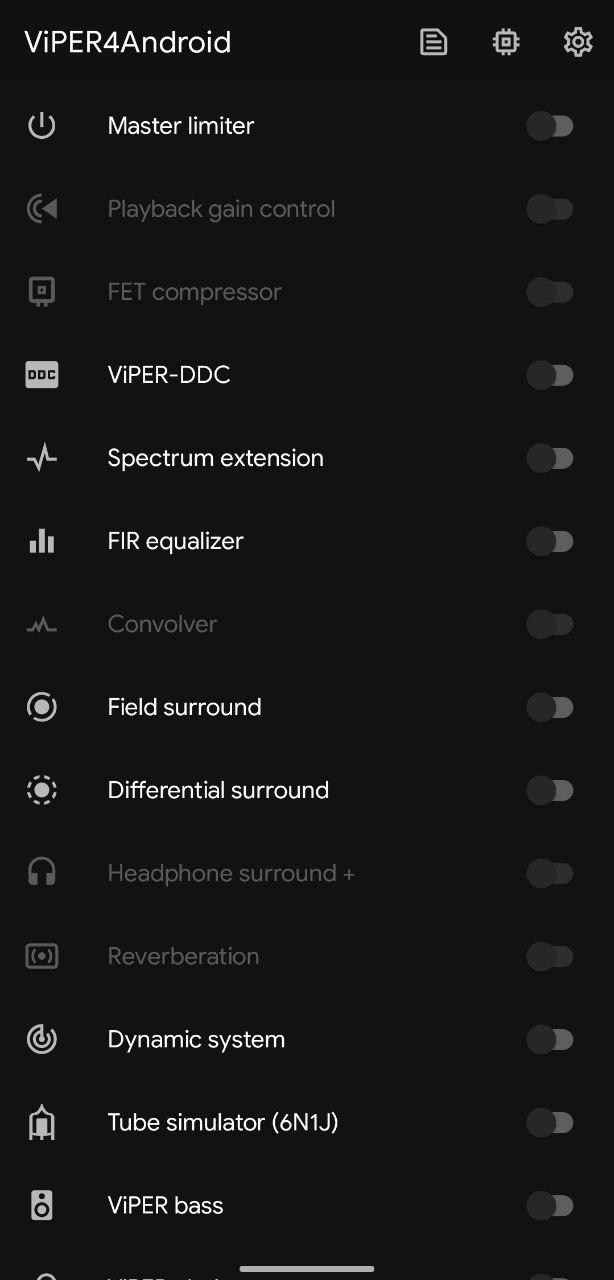 ViPER4Android
Master limiter
Playback gain control
FET compressor
DDC
ViPER-DDC
Spectrum extension
FIR equalizer
Convolver
Field surround
Differential surround
Headphone surround +
Reverberation
Dynamic system
Tube simulator (6N1J)
ViPER bass